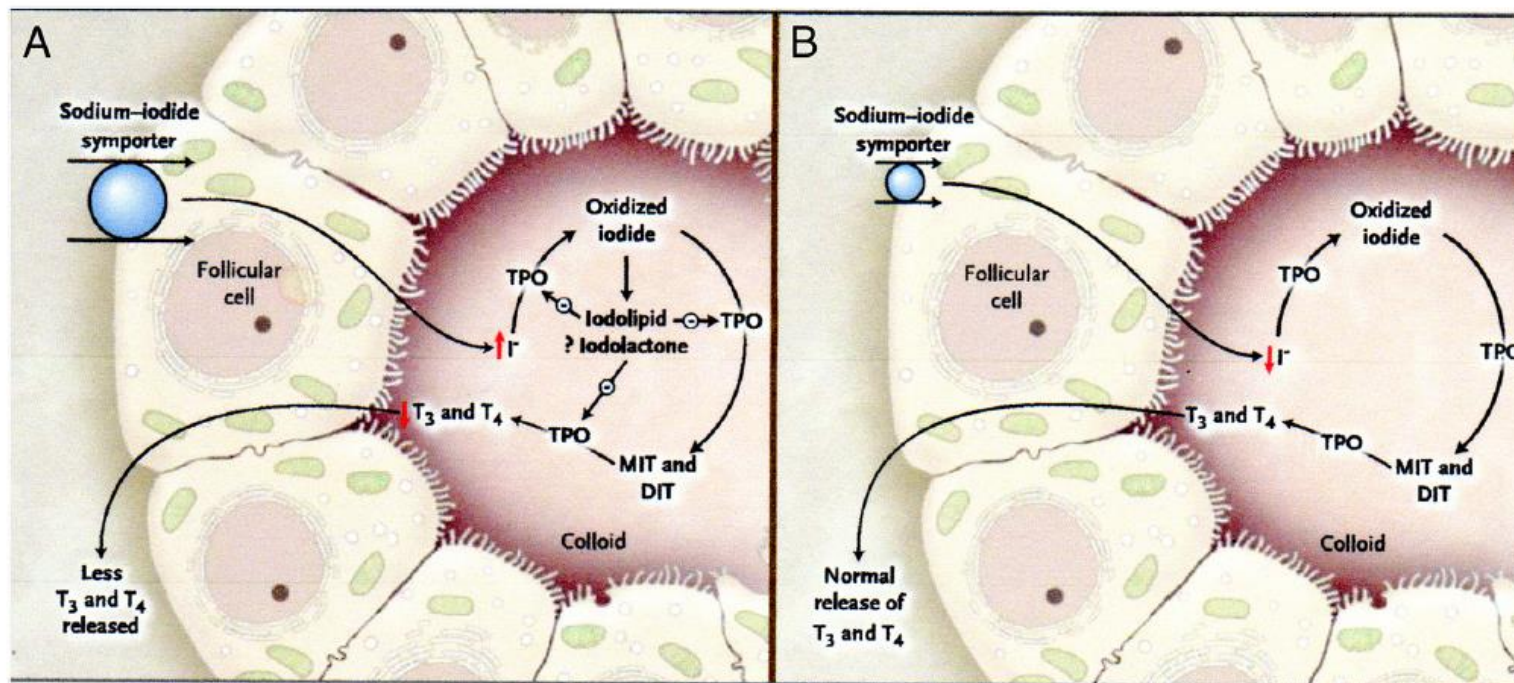 A
Sodium–iodide
symporter
Follicular
cell
Oxidized
iodide
TPO
Iodolipid
? Iodolactone
TPO
I-
T3 and T4
TPO
MIT and
DIT
Colloid
Less
T3 and T4
released
B
Sodium–iodide
symporter
Follicular
cell
Oxidized
iodide
TPO
I-
TPO
T3 and T4
TPO
MIT and
DIT
Colloid
Normal
release of
T3 and T4